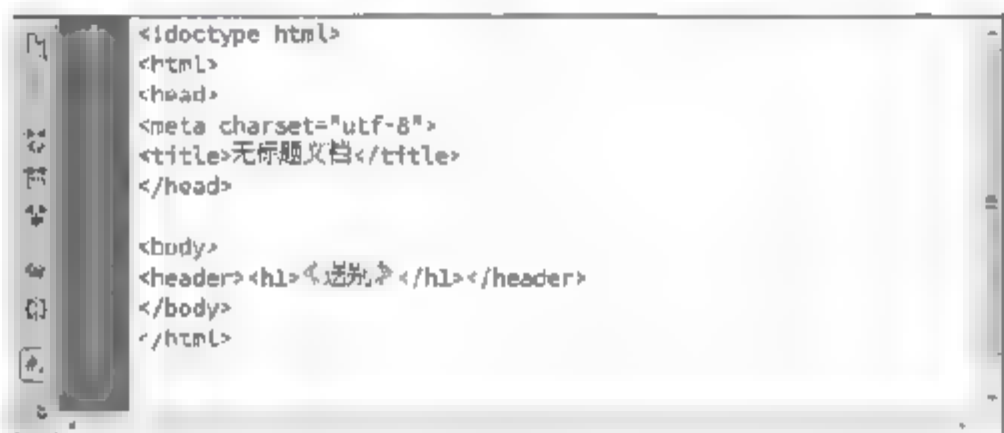 <!doctype html>
<html>
<head>
<meta charset="utf-8">
<title>无标题文档</title>
</head>
<body>
<header><h1>《送别》</h1></header>
</body>
</html>